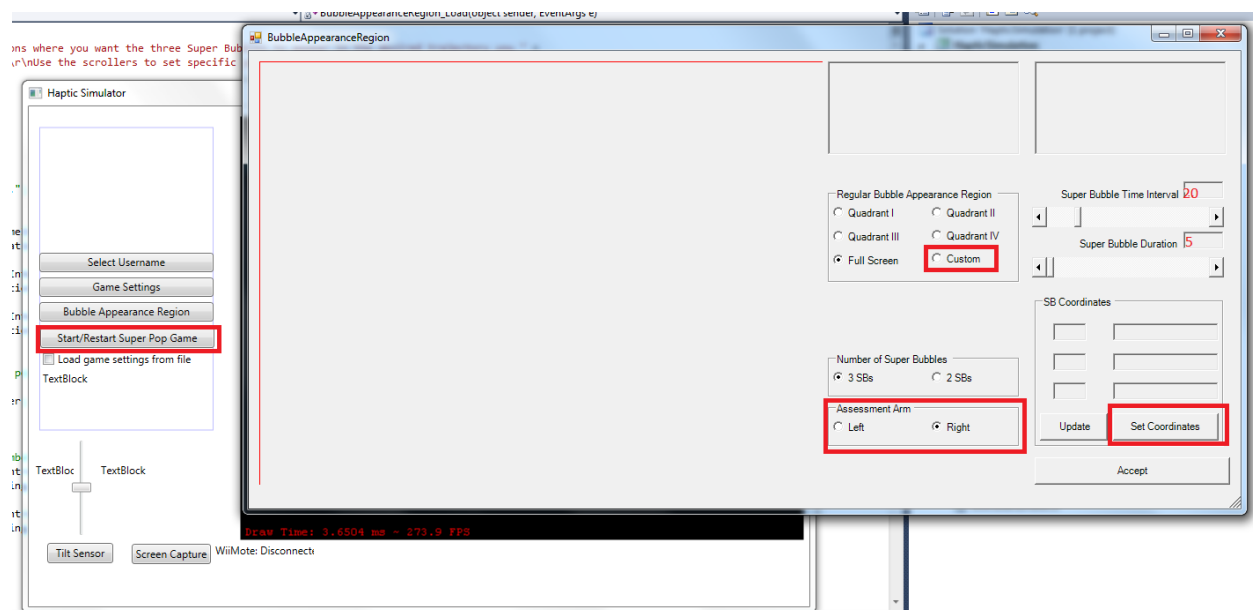 BubbleAppearanceRegion_Load(object sender, EventArgs e)
BubbleAppearanceRegion
ons where you want the three Super Bub
\r\nUse the scrollers to set specific
Haptic Simulator
Select Username
Game Settings
Bubble Appearance Region
Start/Restart Super Pop Game
Load game settings from file
TextBlock
TextBloc TextBlock
Tilt Sensor Screen Capture WiiMote: Disconnecte
Draw Time: 3.6504 ms - 273.9 FPS
Regular Bubble Appearance Region
Quadrant I Quadrant II
Quadrant III Quadrant IV
Full Screen Custom
Number of Super Bubbles
3 SBs 2 SBs
Assessment Arm
Left Right
Super Bubble Time Interval 20
Super Bubble Duration 5
SB Coordinates
Update Set Coordinates
Accept